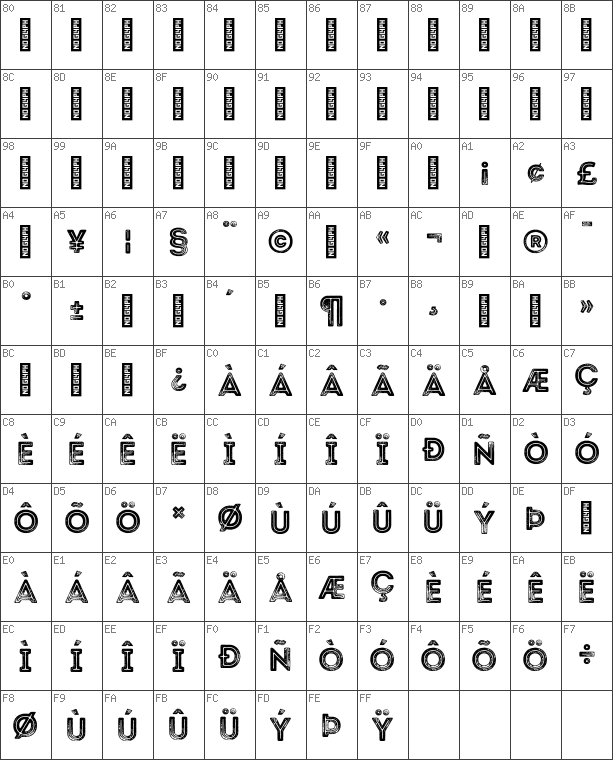 80 81 82 83 84 85 86 87 88 89 8A 8B
NO GLYPH NO GLYPH NO GLYPH NO GLYPH NO GLYPH NO GLYPH NO GLYPH NO GLYPH NO GLYPH NO GLYPH NO GLYPH NO GLYPH
8C 8D 8E 8F 90 91 92 93 94 95 96 97
NO GLYPH NO GLYPH NO GLYPH NO GLYPH NO GLYPH NO GLYPH NO GLYPH NO GLYPH NO GLYPH NO GLYPH NO GLYPH NO GLYPH
98 99 9A 9B 9C 9D 9E 9F A0 A1 A2 A3
NO GLYPH NO GLYPH NO GLYPH NO GLYPH NO GLYPH NO GLYPH NO GLYPH NO GLYPH NO GLYPH ¡ ¢ £
A4 A5 A6 A7 A8 A9 AA AB AC AD AE AF
NO GLYPH ¥ ¦ § ¨ © NO GLYPH « ¬ NO GLYPH ® ¯
B0 B1 B2 B3 B4 B5 B6 B7 B8 B9 BA BB
° ± NO GLYPH NO GLYPH ´ NO GLYPH ¶ · ¸ NO GLYPH NO GLYPH »
BC BD BE BF C0 C1 C2 C3 C4 C5 C6 C7
NO GLYPH NO GLYPH NO GLYPH ¿ À Á Â Ã Ä Å Æ Ç
C8 C9 CA CB CC CD CE CF D0 D1 D2 D3
È É Ê Ë Ì Í Î Ï Ð Ñ Ò Ó
D4 D5 D6 D7 D8 D9 DA DB DC DD DE DF
Ô Õ Ö × Ø Ù Ú Û Ü Ý Þ NO GLYPH
E0 E1 E2 E3 E4 E5 E6 E7 E8 E9 EA EB
À Á Â Ã Ä Å Æ Ç È É Ê Ë
EC ED EE EF F0 F1 F2 F3 F4 F5 F6 F7
Ì Í Î Ï Ð Ñ Ò Ó Ô Õ Ö ÷
F8 F9 FA FB FC FD FE FF
Ø Ù Ú Û Ü Ý Þ Ÿ